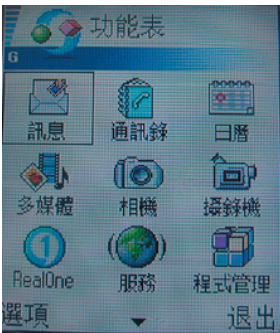 功能表
G
訊息 通訊錄 日曆
多媒體 相機 攝錄機
1
RealOne 服務 程式管理
選項 退出